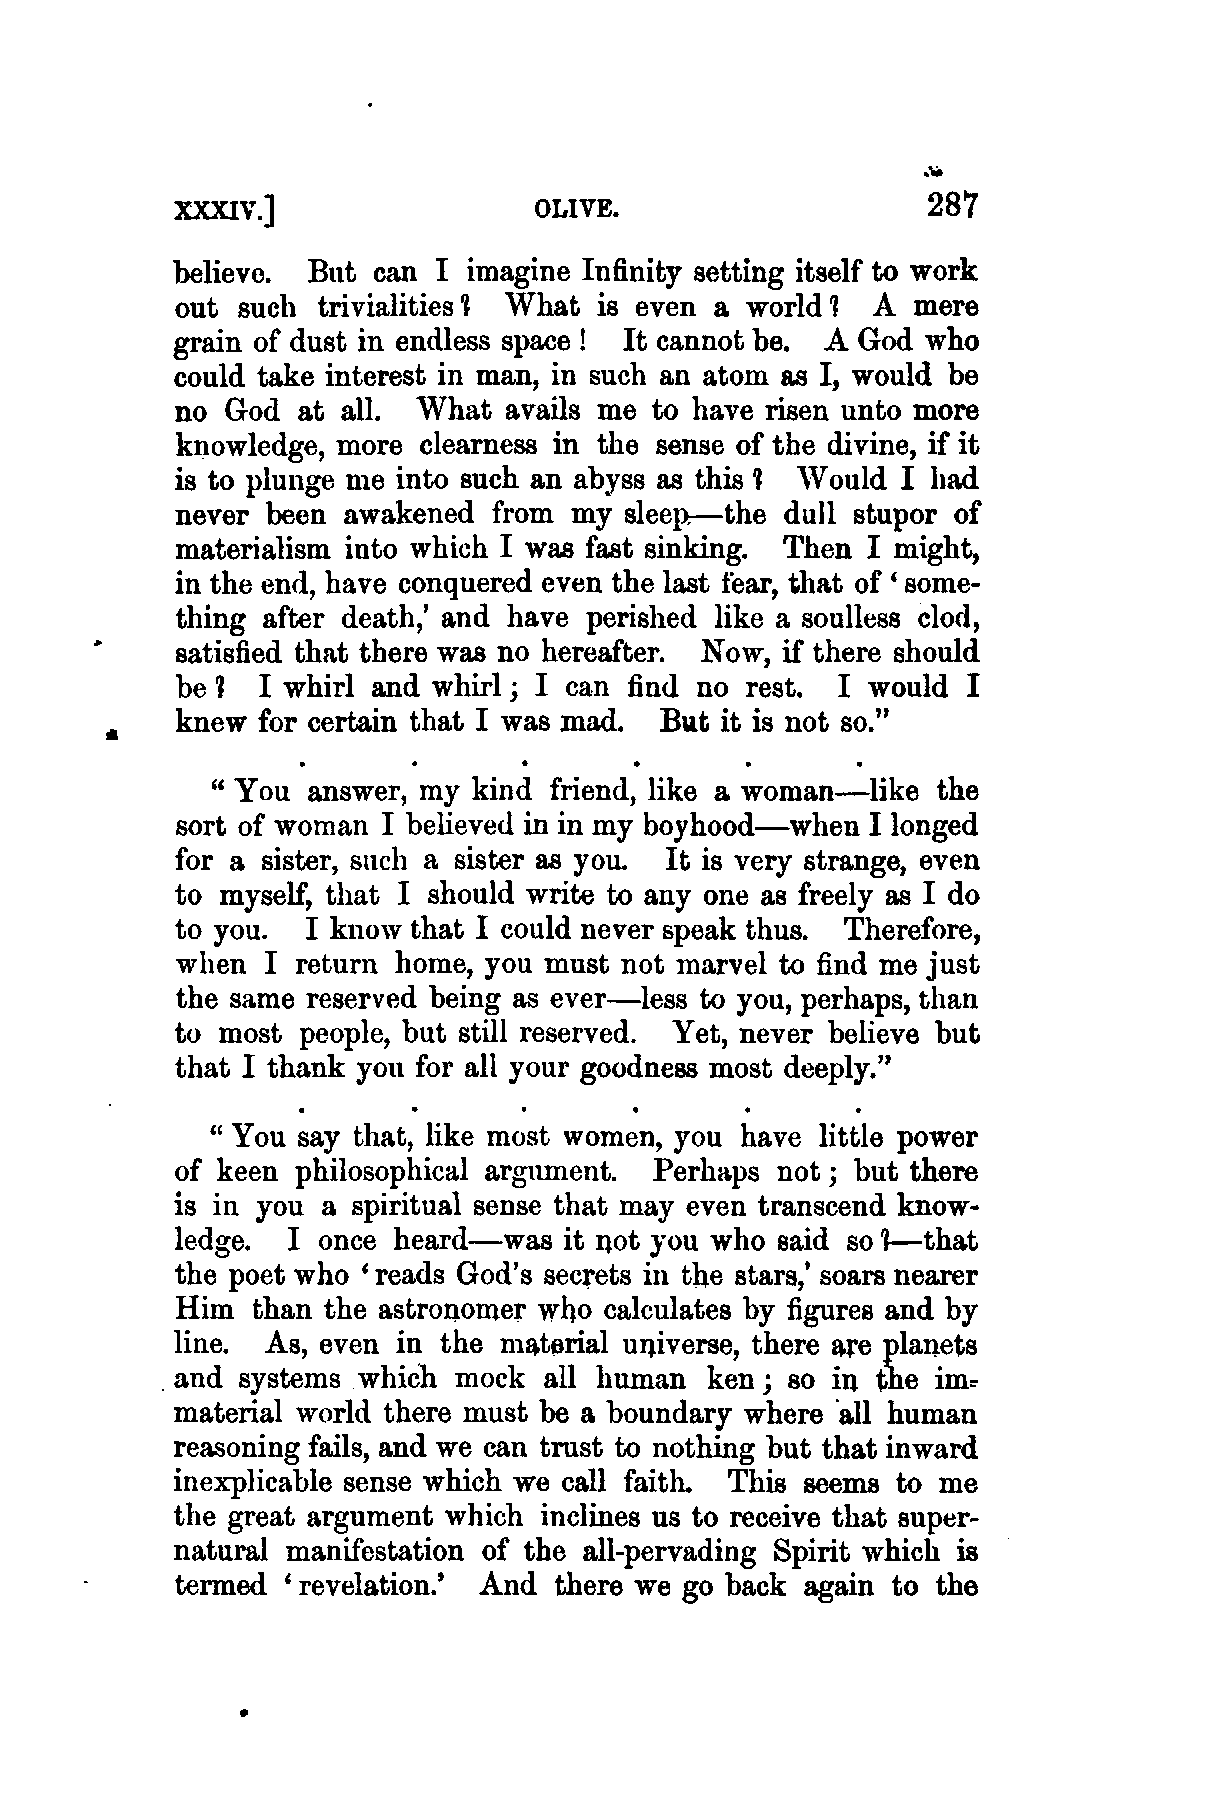 XXXIV.] OLIVE. 287
believe. But can I imagine Infinity setting itself to work
out such trivialities? What is even a world? A mere
grain of dust in endless space! It cannot be. A God who
could take interest in man, in such an atom as I, would be
no God at all. What avails me to have risen unto more
knowledge, more clearness in the sense of the divine, if it
is to plunge me into such an abyss as this? Would I had
never been awakened from my sleep—the dull stupor of
materialism into which I was fast sinking. Then I might,
in the end, have conquered even the last fear, that of ‘some-
thing after death,’ and have perished like a soulless clod,
satisfied that there was no hereafter. Now, if there should
be? I whirl and whirl; I can find no rest. I would I
knew for certain that I was mad. But it is not so.”
. . . . . .
“You answer, my kind friend, like a woman—like the
sort of woman I believed in in my boyhood—when I longed
for a sister, such a sister as you. It is very strange, even
to myself, that I should write to any one as freely as I do
to you. I know that I could never speak thus. Therefore,
when I return home, you must not marvel to find me just
the same reserved being as ever—less to you, perhaps, than
to most people, but still reserved. Yet, never believe but
that I thank you for all your goodness most deeply.”
. . . . . .
“You say that, like most women, you have little power
of keen philosophical argument. Perhaps not; but there
is in you a spiritual sense that may even transcend know-
ledge. I once heard—was it not you who said so?—that
the poet who ‘reads God's secrets in the stars,’ soars nearer
Him than the astronomer who calculates by figures and by
line. As, even in the material universe, there are planets
and systems which mock all human ken; so in the im-
material world there must be a boundary where all human
reasoning fails, and we can trust to nothing but that inward
inexplicable sense which we call faith. This seems to me
the great argument which inclines us to receive that super-
natural manifestation of the all-pervading Spirit which is
termed ‘revelation.’ And there we go back again to the